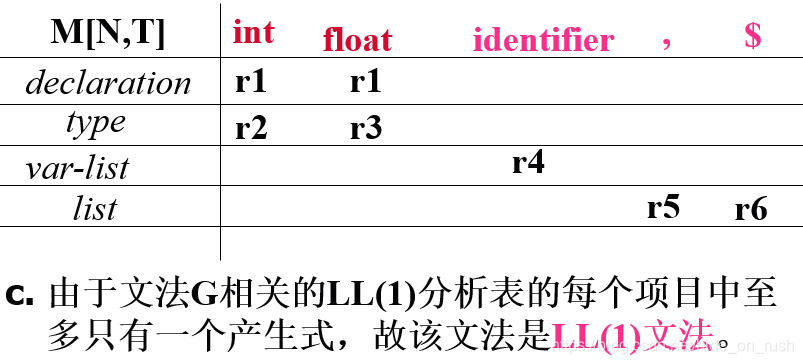 M[N,T] int float identifier , $
declaration r1 r1
type r2 r3
var-list r4
list r5 r6
c. 由于文法G相关的LL(1)分析表的每个项目中至
多只有一个产生式，故该文法是LL(1)文法。